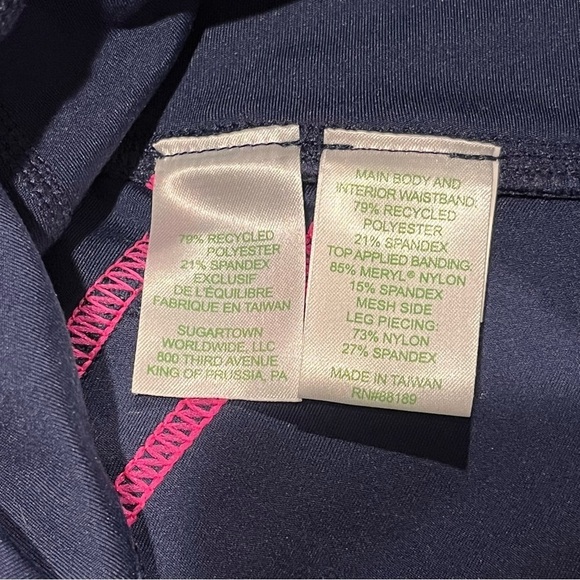 79% RECYCLED
POLYESTER
21% SPANDEX
EXCLUSIF
DE L'ÉQUILIBRE
FABRIQUE EN TAIWAN
SUGARTOWN
WORLDWIDE, LLC
800 THIRD AVENUE
KING OF PRUSSIA, PA
MAIN BODY AND
INTERIOR WAISTBAND:
79% RECYCLED
POLYESTER
21% SPANDEX
TOP APPLIED BANDING:
85% MERYL® NYLON
15% SPANDEX
MESH SIDE
LEG PIECING:
73% NYLON
27% SPANDEX
MADE IN TAIWAN
RN#88189